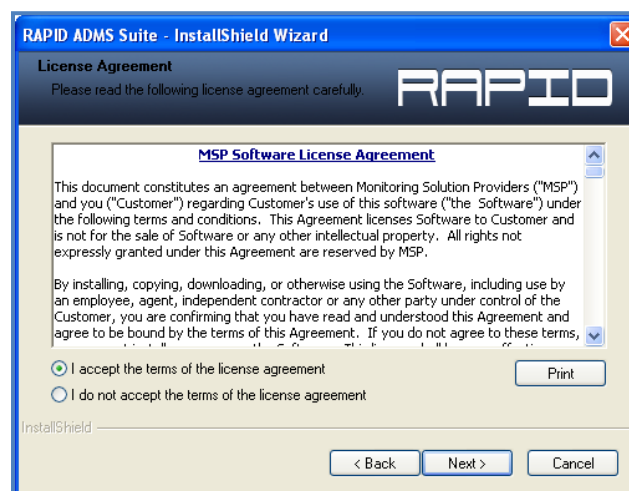 RAPID ADMS Suite - InstallShield Wizard
License Agreement
Please read the following license agreement carefully.
RAPID
MSP Software License Agreement
This document constitutes an agreement between Monitoring Solution Providers ("MSP")
and you ("Customer") regarding Customer's use of this software ("the Software") under
the following terms and conditions. This Agreement licenses Software to Customer and
is not for the sale of Software or any other intellectual property. All rights not
expressly granted under this Agreement are reserved by MSP.
By installing, copying, downloading, or otherwise using the Software, including use by
an employee, agent, independent contractor or any other party under control of the
Customer, you are confirming that you have read and understood this Agreement and
agree to be bound by the terms of this Agreement. If you do not agree to these terms,
I accept the terms of the license agreement
Print
I do not accept the terms of the license agreement
InstallShield
< Back
Next >
Cancel